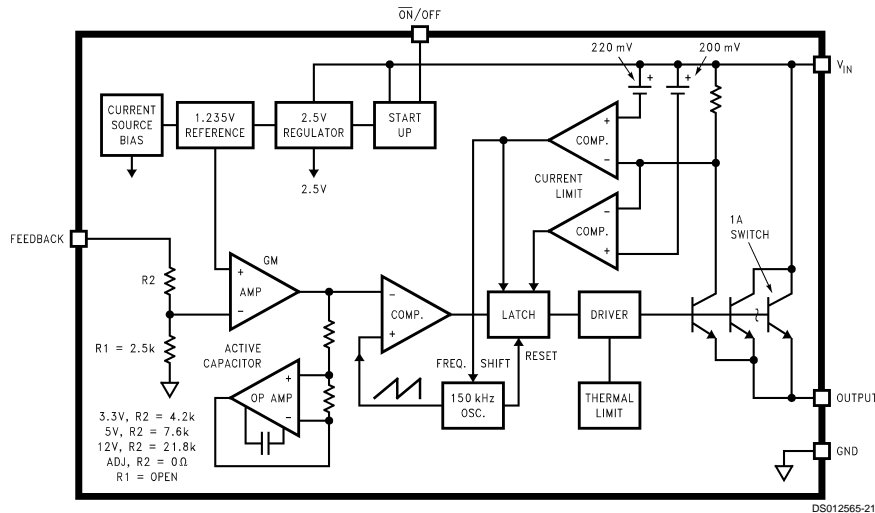 ON/OFF
220 mV
200 mV
V_IN
CURRENT
SOURCE
BIAS
1.235V
REFERENCE
2.5V
REGULATOR
START
UP
2.5V
+
+
+
COMP.
-
CURRENT
LIMIT
-
COMP.
+
1A
SWITCH
FEEDBACK
R2
R1 = 2.5k
GM
+
AMP
-
-
COMP.
+
LATCH
DRIVER
RESET
FREQ. SHIFT
ACTIVE
CAPACITOR
+
OP AMP
-
150 kHz
OSC.
THERMAL
LIMIT
OUTPUT
GND
3.3V, R2 = 4.2k
5V, R2 = 7.6k
12V, R2 = 21.8k
ADJ, R2 = 0Ω
R1 = OPEN
DS012565-21